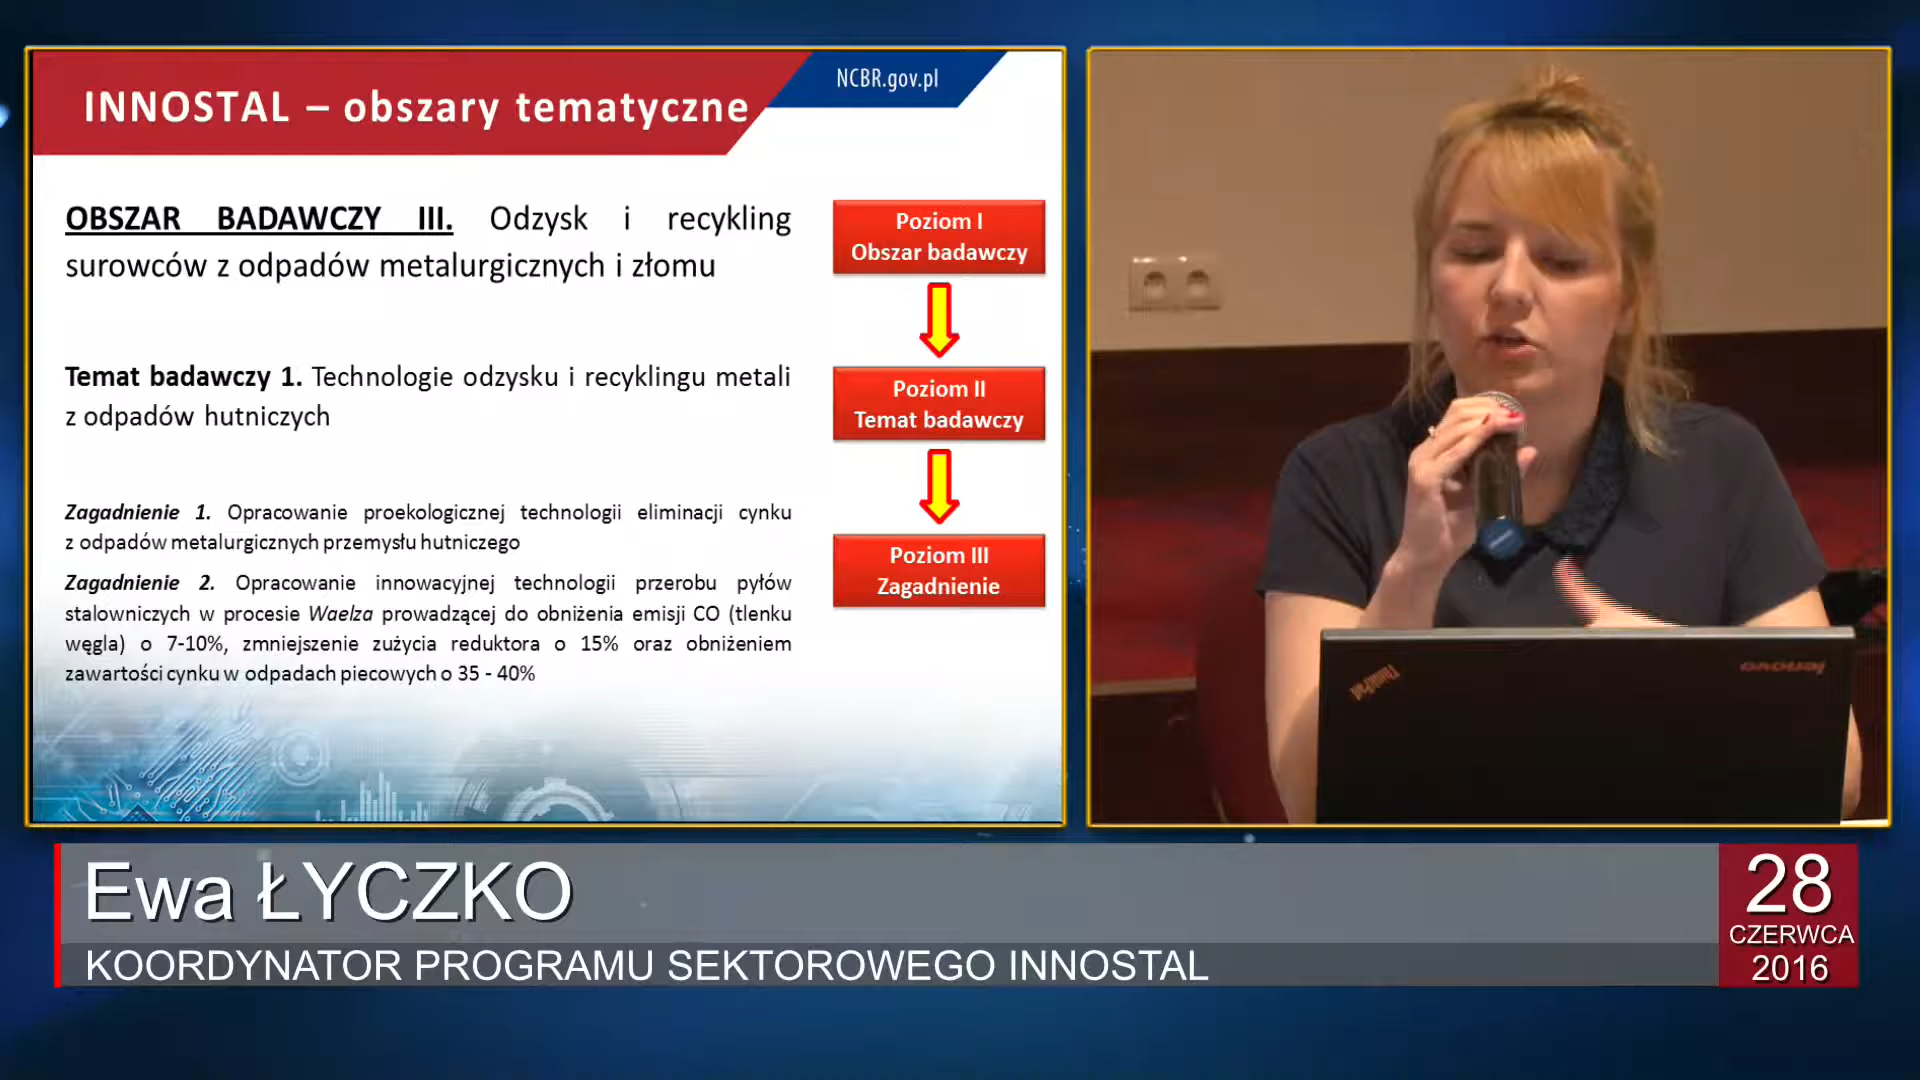 INNOSTAL – obszary tematyczne
NCBR.gov.pl
OBSZAR BADAWCZY III. Odzysk i recykling
surowców z odpadów metalurgicznych i złomu
Temat badawczy 1. Technologie odzysku i recyklingu metali
z odpadów hutniczych
Zagadnienie 1. Opracowanie proekologicznej technologii eliminacji cynku
z odpadów metalurgicznych przemysłu hutniczego
Zagadnienie 2. Opracowanie innowacyjnej technologii przerobu pyłów
stalowniczych w procesie Waelza prowadzącej do obniżenia emisji CO (tlenku
węgla) o 7-10%, zmniejszenie zużycia reduktora o 15% oraz obniżeniem
zawartości cynku w odpadach piecowych o 35 - 40%
Poziom I
Obszar badawczy
Poziom II
Temat badawczy
Poziom III
Zagadnienie
ThinkPad
lenovo
Ewa ŁYCZKO
KOORDYNATOR PROGRAMU SEKTOROWEGO INNOSTAL
28
CZERWCA
2016